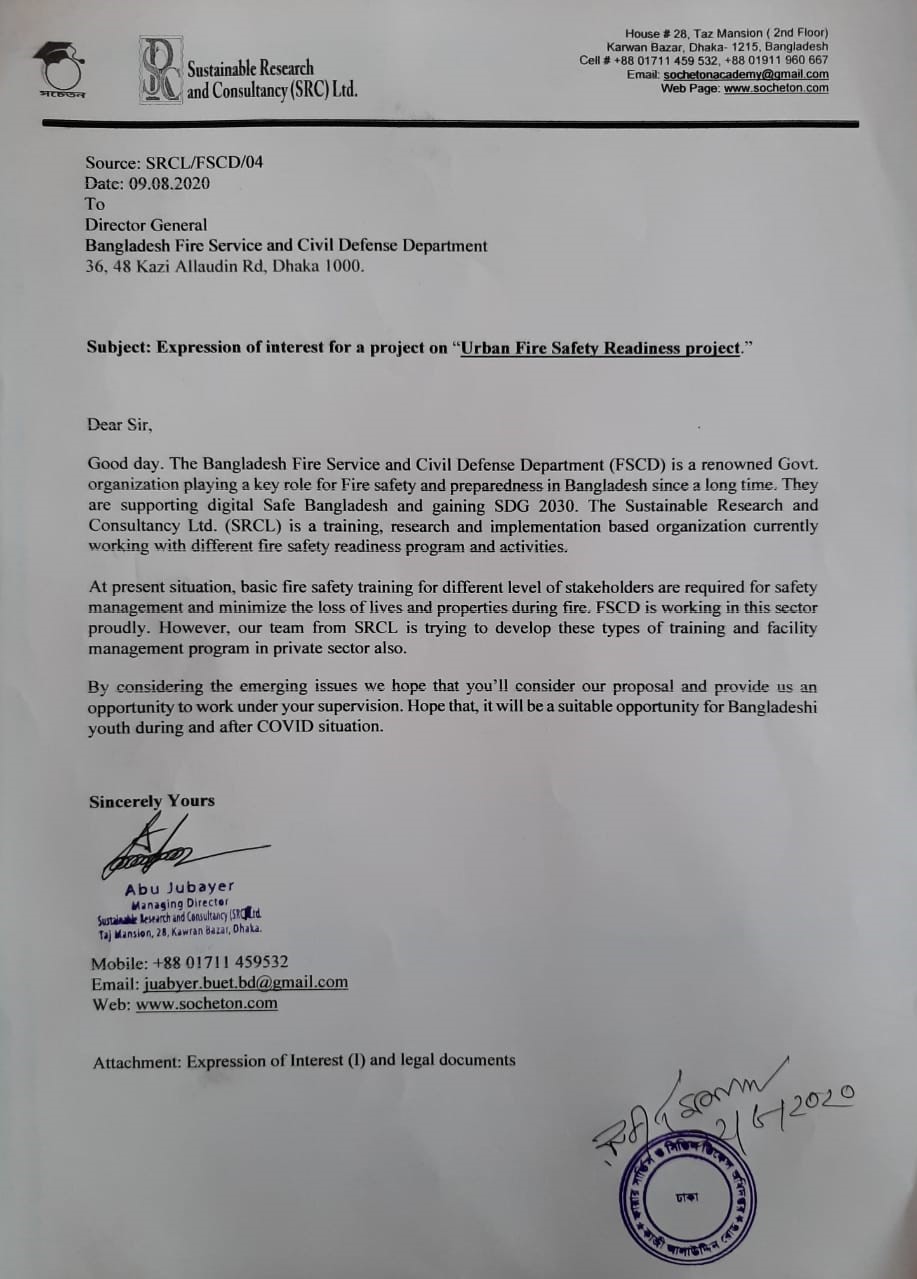 House # 28, Taz Mansion ( 2nd Floor)
Karwan Bazar, Dhaka- 1215, Bangladesh
Cell # +88 01711 459 532, +88 01911 960 667
Email: sochetonacademy@gmail.com
Web Page: www.socheton.com
সচেতন
Sustainable Research
and Consultancy (SRC) Ltd.
Source: SRCL/FSCD/04
Date: 09.08.2020
To
Director General
Bangladesh Fire Service and Civil Defense Department
36, 48 Kazi Allaudin Rd, Dhaka 1000.
Subject: Expression of interest for a project on “Urban Fire Safety Readiness project.”
Dear Sir,
Good day. The Bangladesh Fire Service and Civil Defense Department (FSCD) is a renowned Govt.
organization playing a key role for Fire safety and preparedness in Bangladesh since a long time. They
are supporting digital Safe Bangladesh and gaining SDG 2030. The Sustainable Research and
Consultancy Ltd. (SRCL) is a training, research and implementation based organization currently
working with different fire safety readiness program and activities.
At present situation, basic fire safety training for different level of stakeholders are required for safety
management and minimize the loss of lives and properties during fire. FSCD is working in this sector
proudly. However, our team from SRCL is trying to develop these types of training and facility
management program in private sector also.
By considering the emerging issues we hope that you’ll consider our proposal and provide us an
opportunity to work under your supervision. Hope that, it will be a suitable opportunity for Bangladeshi
youth during and after COVID situation.
Sincerely Yours
Abu Jubayer
Managing Director
Sustainable Research and Consultancy (SRC) Ltd.
Taj Mansion, 28, Kawran Bazar, Dhaka.
Mobile: +88 01711 459532
Email: juabyer.buet.bd@gmail.com
Web: www.socheton.com
Attachment: Expression of Interest (I) and legal documents
ফায়ার সার্ভিস ও সিভিল ডিফেন্স অধিদপ্তর
ঢাকা
কাজী আলাউদ্দিন রোড